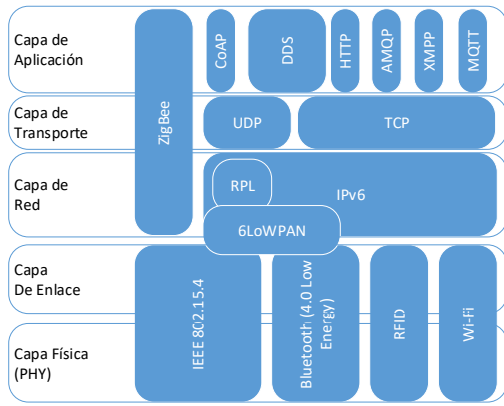 Capa de
Aplicación
CoAP
DDS
HTTP
AMQP
XMPP
MQTT
ZigBee
Capa de
Transporte
UDP
TCP
Capa de
Red
RPL
IPv6
6LoWPAN
Capa
De Enlace
IEEE 802.15.4
Bluetooth (4.0 Low
Energy)
RFID
Wi-Fi
Capa Física
(PHY)